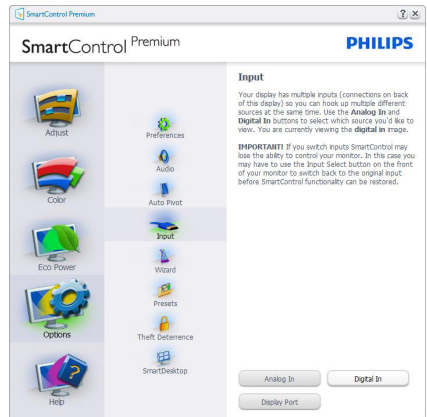 SmartControl Premium
SmartControl Premium
PHILIPS
Adjust
Color
Eco Power
Options
Help
Preferences
Audio
Auto Pivot
Input
Wizard
Presets
Theft Deterrence
SmartDesktop
Input
Your display has multiple inputs (connections on back
of this display) so you can hook up multiple different
sources at the same time. Use the Analog In and
Digital In buttons to select which source you'd like to
view. You are currently viewing the digital in image.
IMPORTANT! If you switch inputs SmartControl may
lose the ability to control your monitor. In this case you
may have to use the Input Select button on the front
of your monitor to switch back to the original input
before SmartControl functionality can be restored.
Analog In
Digital In
Display Port